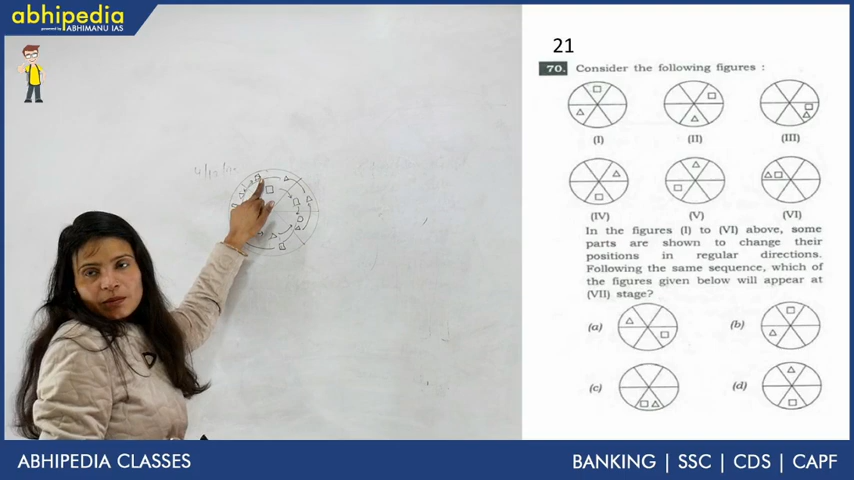 abhipedia
powered by ABHIMANU IAS
21
70. Consider the following figures :
(I) (II) (III)
(IV) (V) (VI)
In the figures (I) to (VI) above, some
parts are shown to change their
positions in regular directions.
Following the same sequence, which of
the figures given below will appear at
(VII) stage?
(a) (b)
(c) (d)
ABHIPEDIA CLASSES
BANKING | SSC | CDS | CAPF